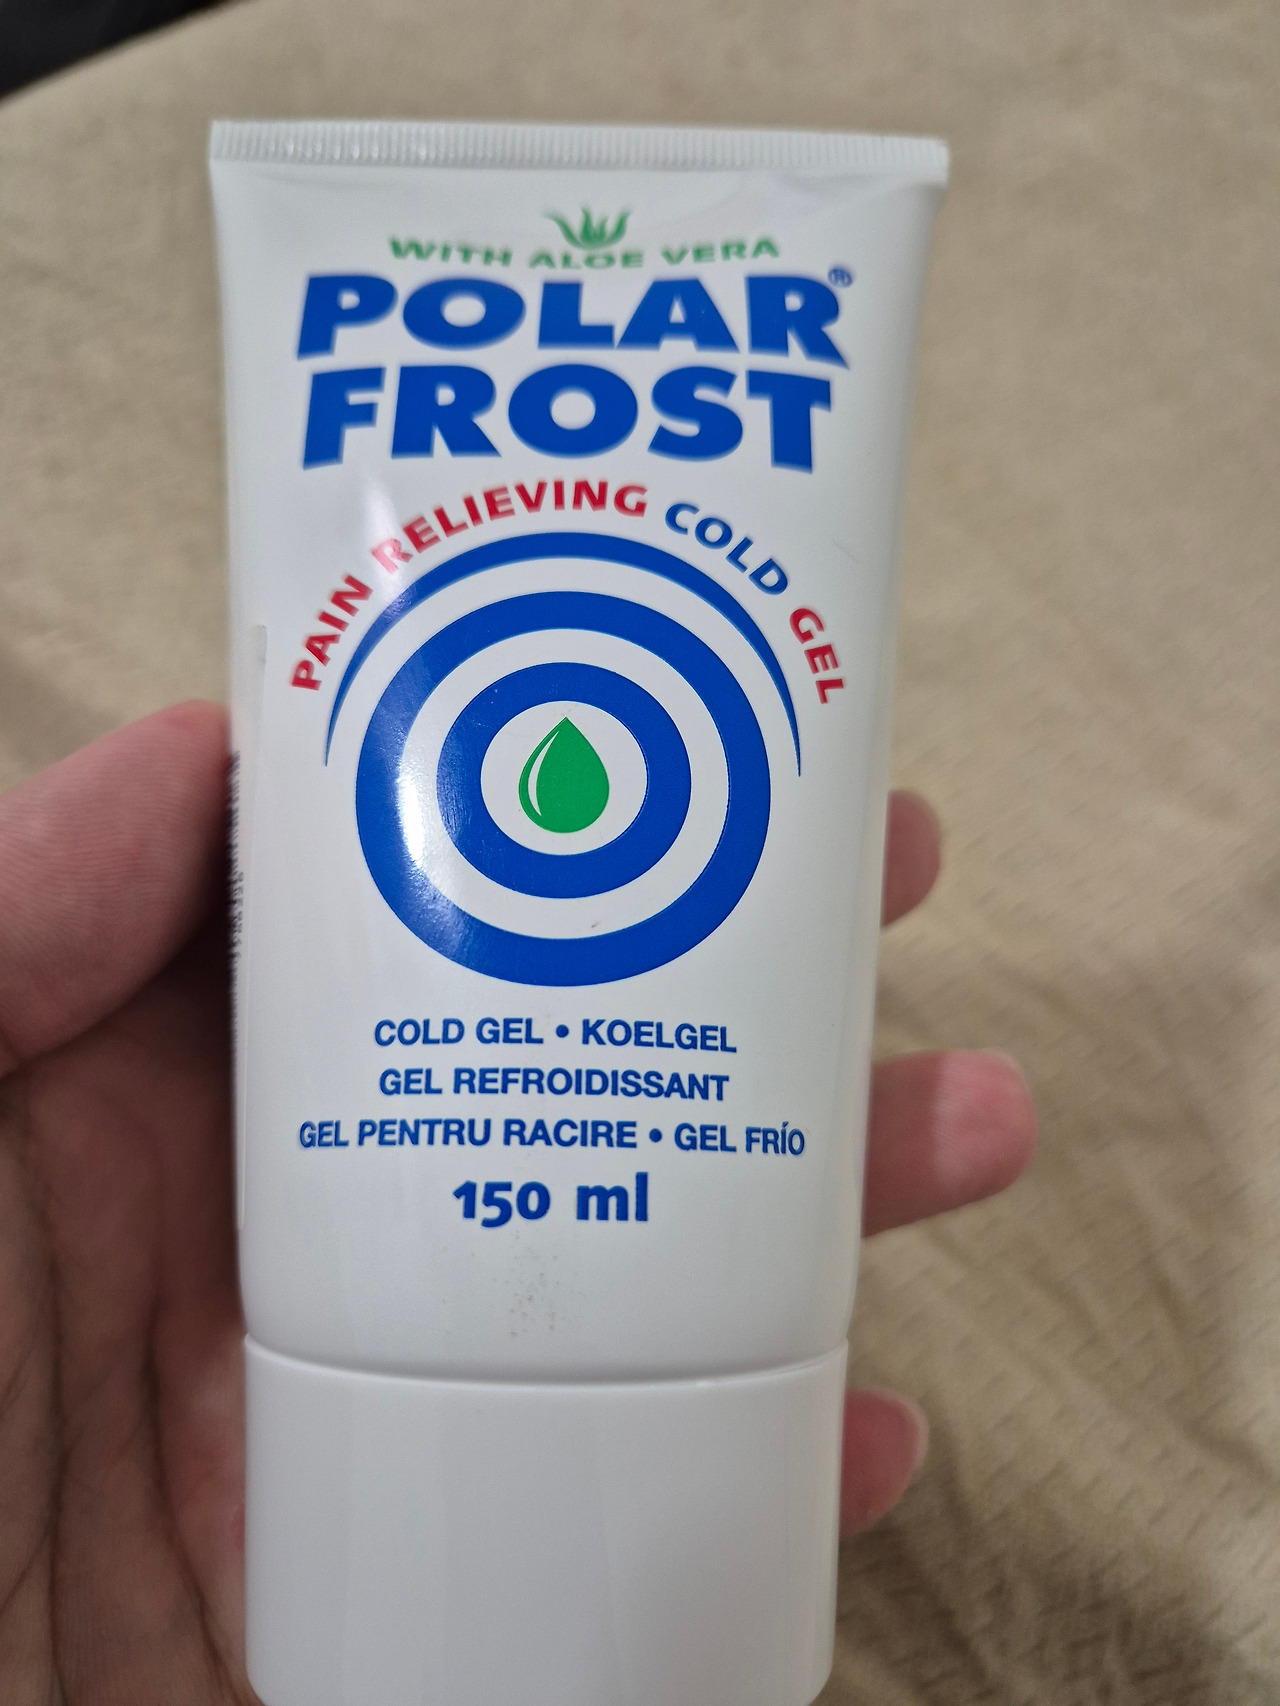 WITH ALOE VERA
POLAR®
FROST
PAIN RELIEVING COLD GEL
COLD GEL • KOELGEL
GEL REFROIDISSANT
GEL PENTRU RACIRE • GEL FRÍO
150 ml